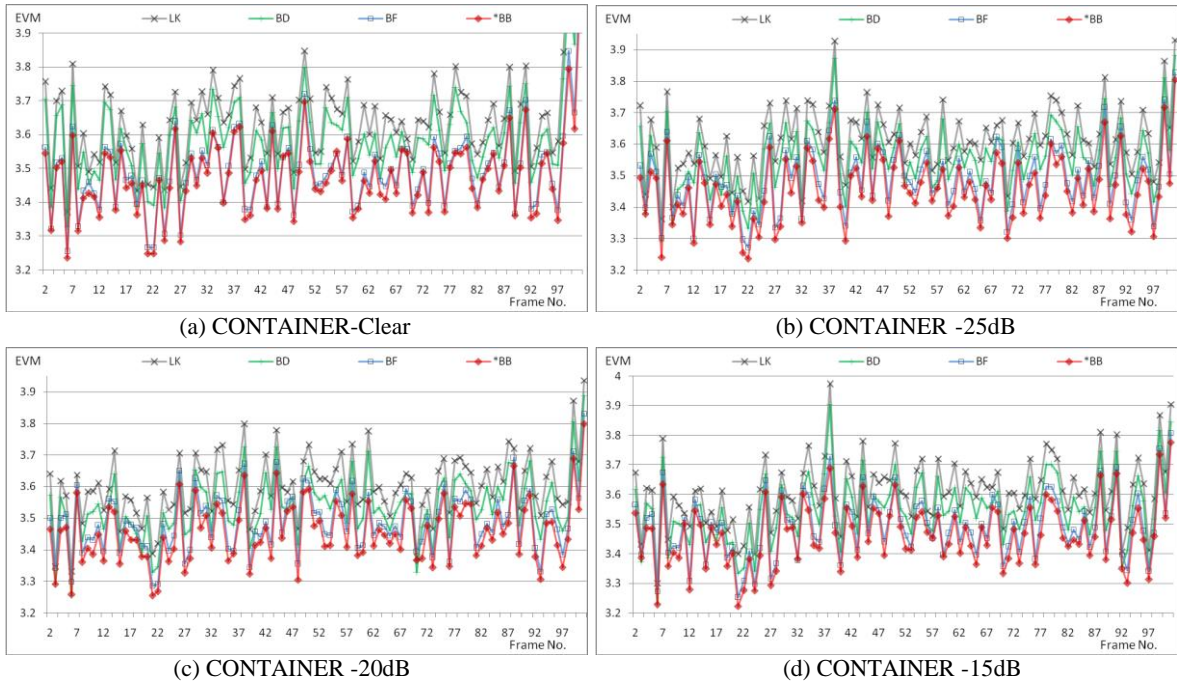 EVM LK BD BF *BB
3.9
3.8
3.7
3.6
3.5
3.4
3.3
3.2
2 7 12 17 22 27 32 37 42 47 52 57 62 67 72 77 82 87 92 97
Frame No.
(a) CONTAINER-Clear
EVM LK BD BF *BB
3.9
3.8
3.7
3.6
3.5
3.4
3.3
3.2
2 7 12 17 22 27 32 37 42 47 52 57 62 67 72 77 82 87 92 97
Frame No.
(b) CONTAINER -25dB
EVM LK BD BF *BB
3.9
3.8
3.7
3.6
3.5
3.4
3.3
3.2
2 7 12 17 22 27 32 37 42 47 52 57 62 67 72 77 82 87 92 97
Frame No.
(c) CONTAINER -20dB
EVM LK BD BF *BB
4
3.9
3.8
3.7
3.6
3.5
3.4
3.3
3.2
2 7 12 17 22 27 32 37 42 47 52 57 62 67 72 77 82 87 92 97
Frame No.
(d) CONTAINER -15dB